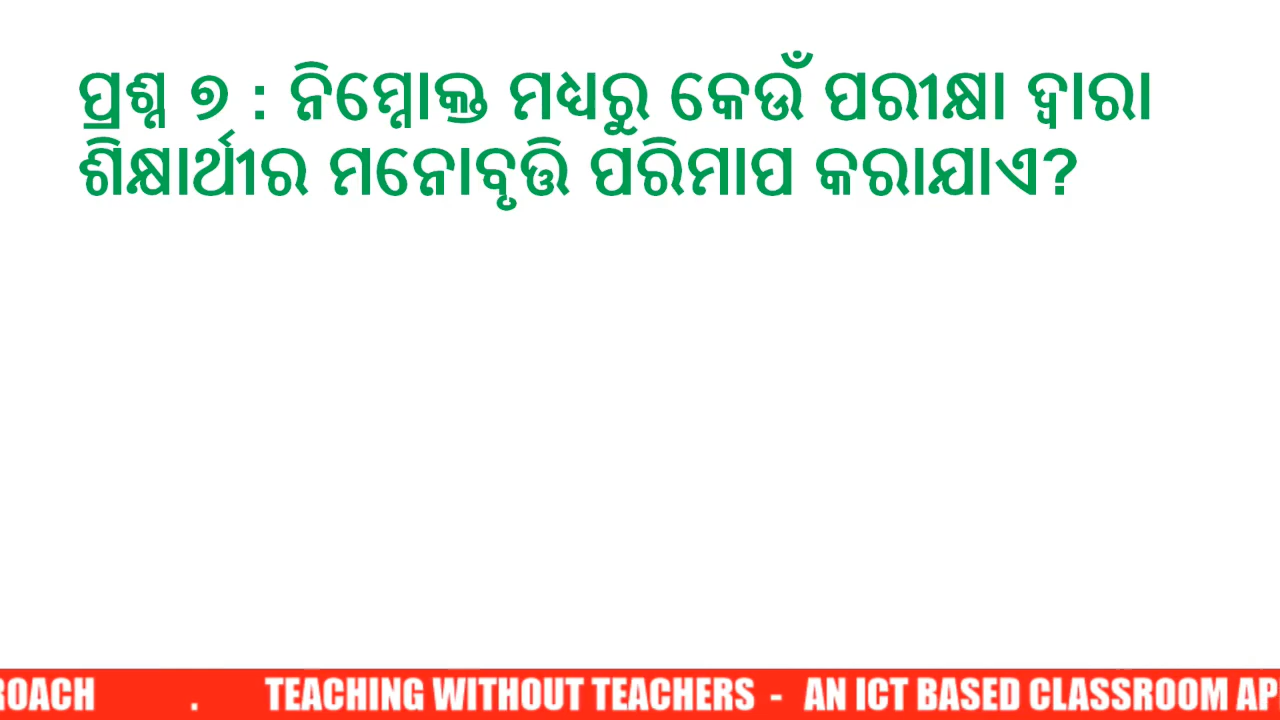 ପ୍ରଶ୍ନ ୭ : ନିମ୍ନୋକ୍ତ ମଧ୍ୟରୁ କେଉଁ ପରୀକ୍ଷା ଦ୍ୱାରା
ଶିକ୍ଷାର୍ଥୀର ମନୋବୃତ୍ତି ପରିମାପ କରାଯାଏ?
ROACH . TEACHING WITHOUT TEACHERS - AN ICT BASED CLASSROOM AP